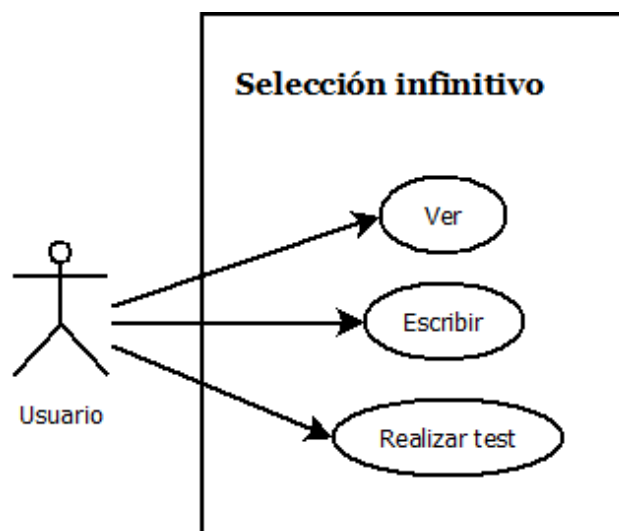 Selección infinitivo
Ver
Escribir
Realizar test
Usuario